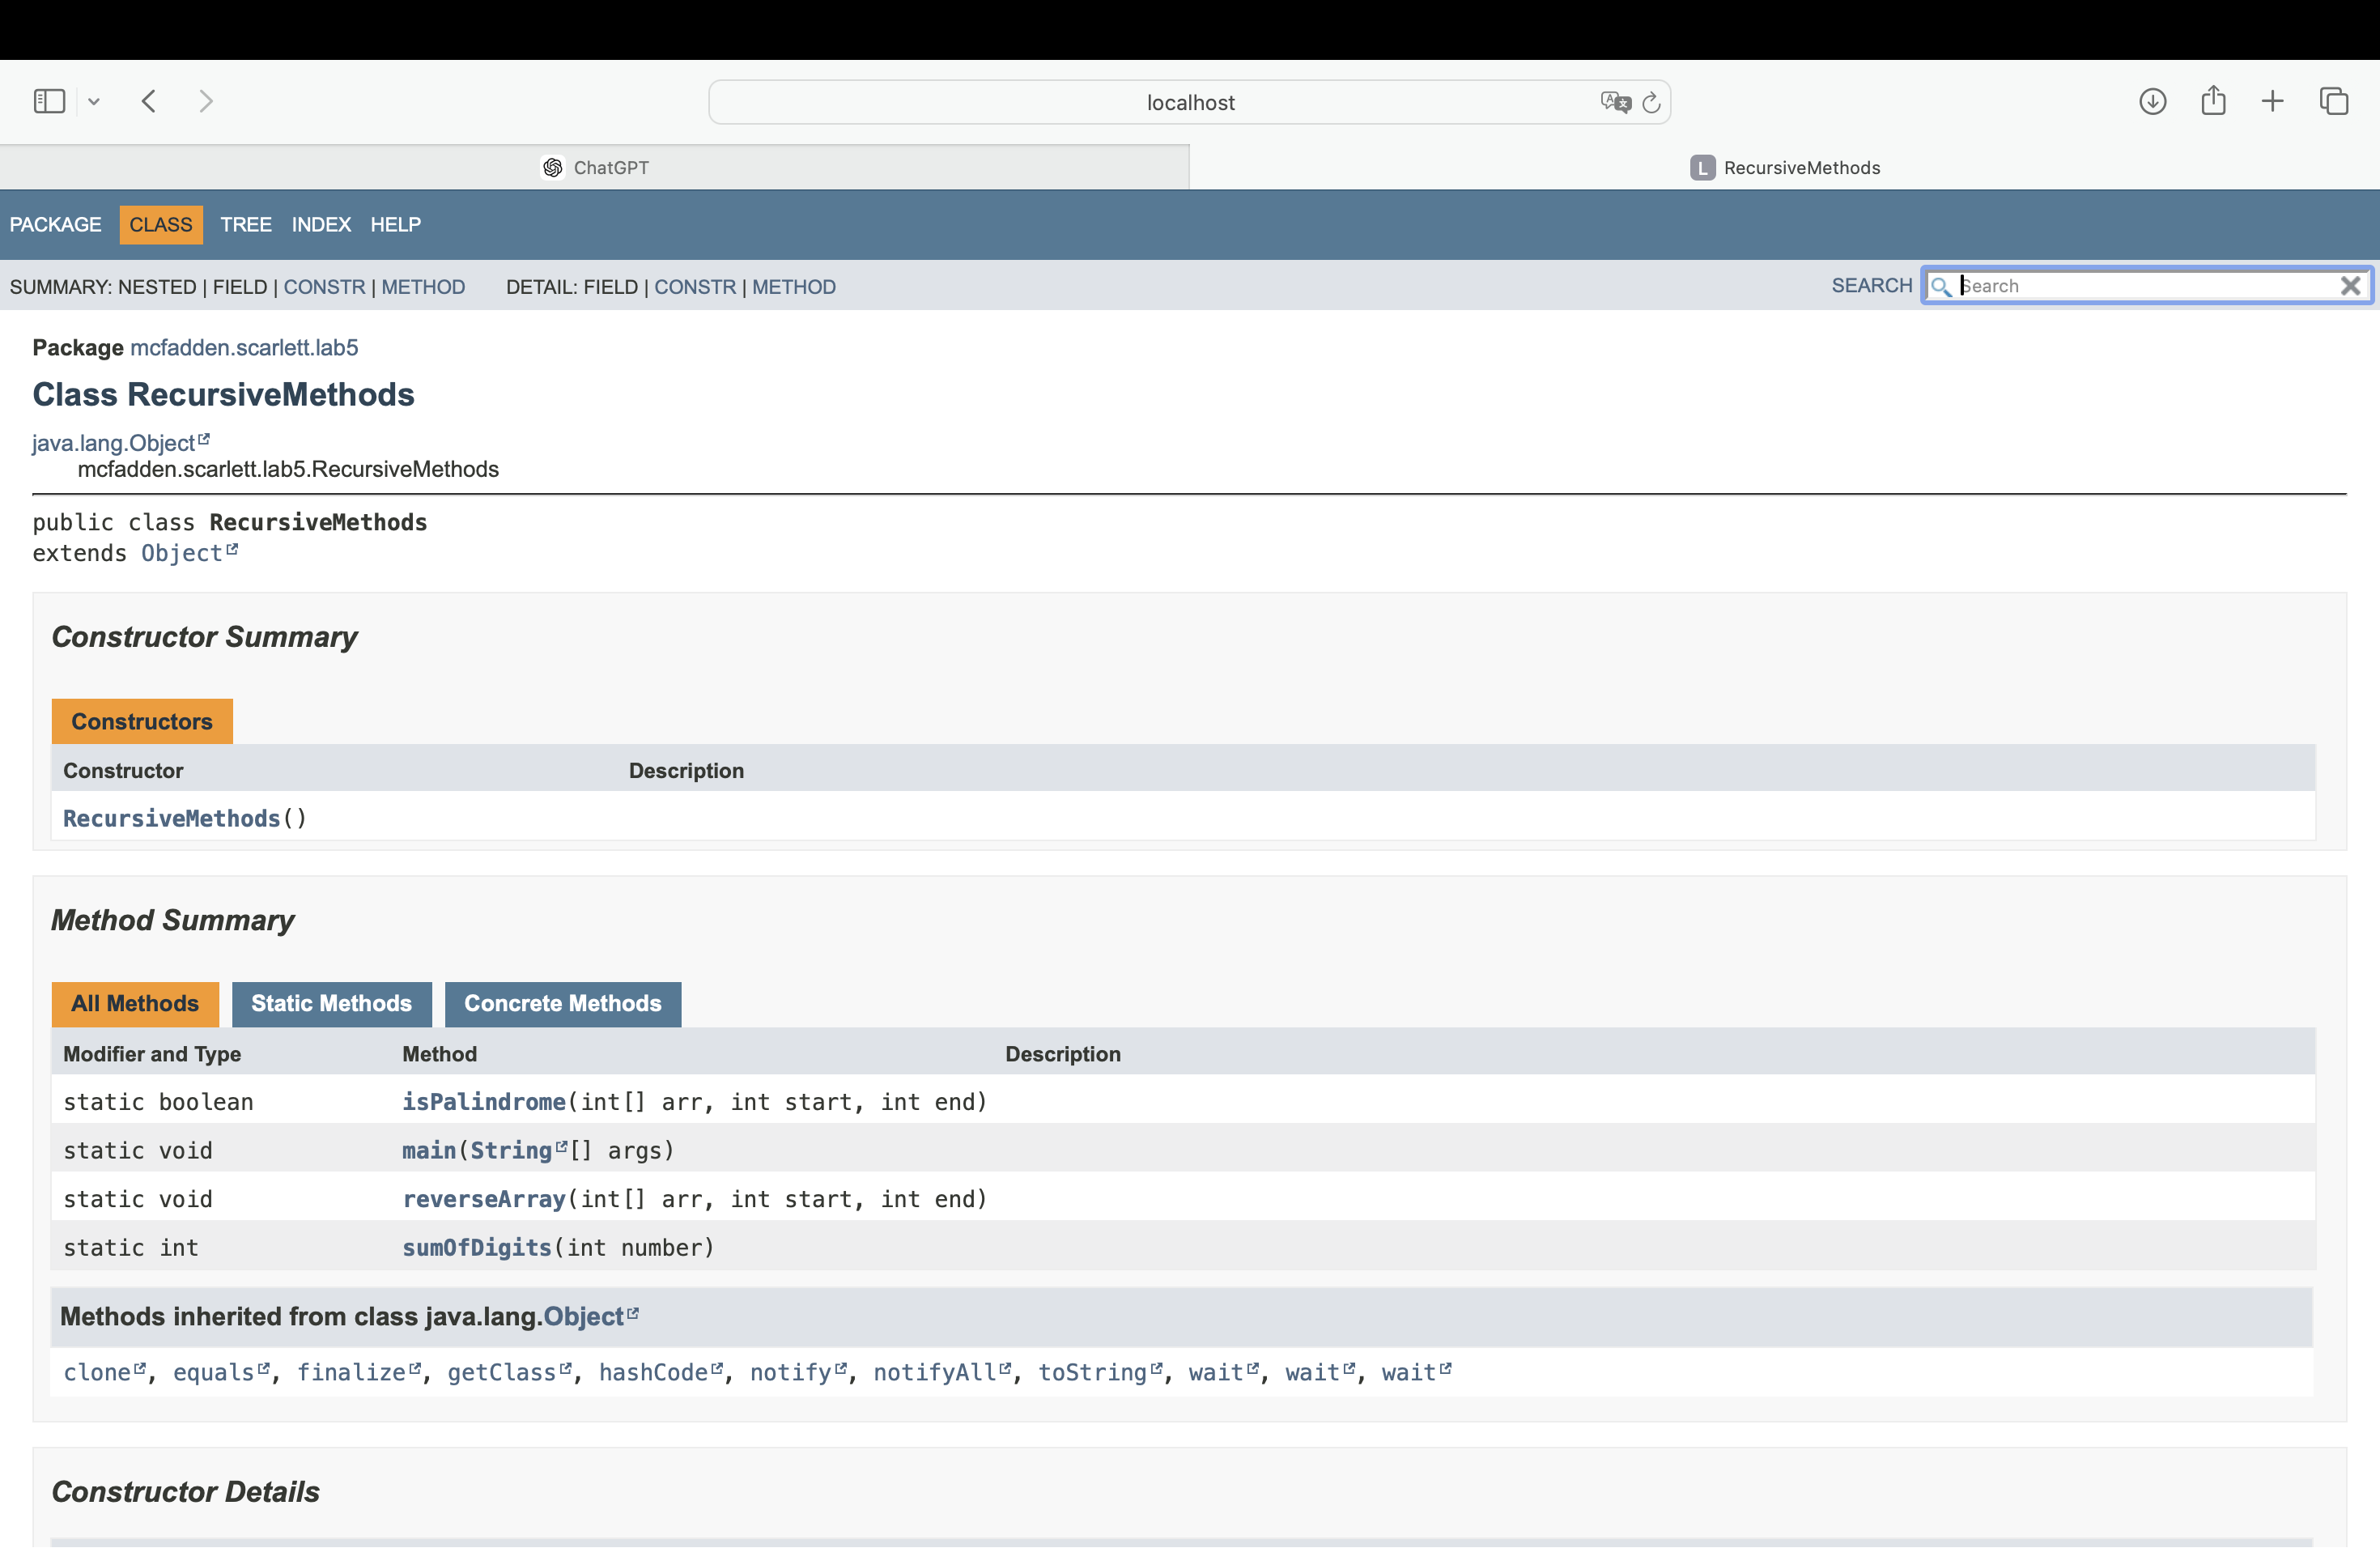 localhost
ChatGPT
L RecursiveMethods
PACKAGE CLASS TREE INDEX HELP
SUMMARY: NESTED | FIELD | CONSTR | METHOD DETAIL: FIELD | CONSTR | METHOD SEARCH Search
Package mcfadden.scarlett.lab5
Class RecursiveMethods
java.lang.Object
mcfadden.scarlett.lab5.RecursiveMethods
public class RecursiveMethods
extends Object
Constructor Summary
Constructors
Constructor Description
RecursiveMethods()
Method Summary
All Methods Static Methods Concrete Methods
Modifier and Type Method Description
static boolean isPalindrome(int[] arr, int start, int end)
static void main(String[] args)
static void reverseArray(int[] arr, int start, int end)
static int sumOfDigits(int number)
Methods inherited from class java.lang.Object
clone, equals, finalize, getClass, hashCode, notify, notifyAll, toString, wait, wait, wait
Constructor Details